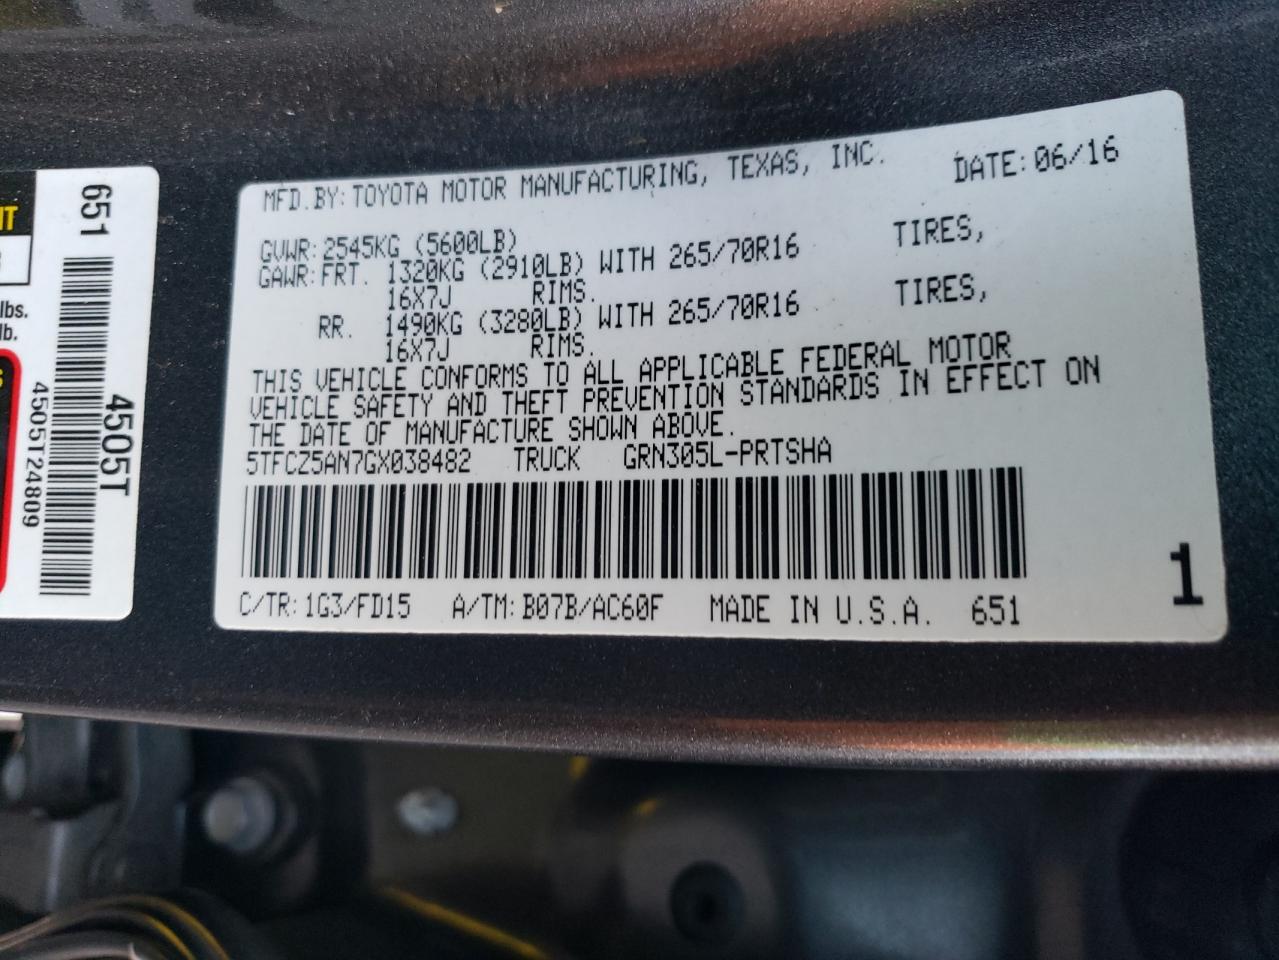 MFD.BY:TOYOTA MOTOR MANUFACTURING, TEXAS, INC. DATE:06/16
GVWR:2545KG (5600LB)
GAWR:FRT. 1320KG (2910LB) WITH 265/70R16 TIRES,
16X7J RIMS.
RR. 1490KG (3280LB) WITH 265/70R16 TIRES,
16X7J RIMS.
THIS VEHICLE CONFORMS TO ALL APPLICABLE FEDERAL MOTOR
VEHICLE SAFETY AND THEFT PREVENTION STANDARDS IN EFFECT ON
THE DATE OF MANUFACTURE SHOWN ABOVE.
5TFCZ5AN7GX038482 TRUCK GRN305L-PRTSHA
C/TR:1G3/FD15 A/TM:B07B/AC60F MADE IN U.S.A. 651
1
651
4505T
4505T24809
lbs.
lb.